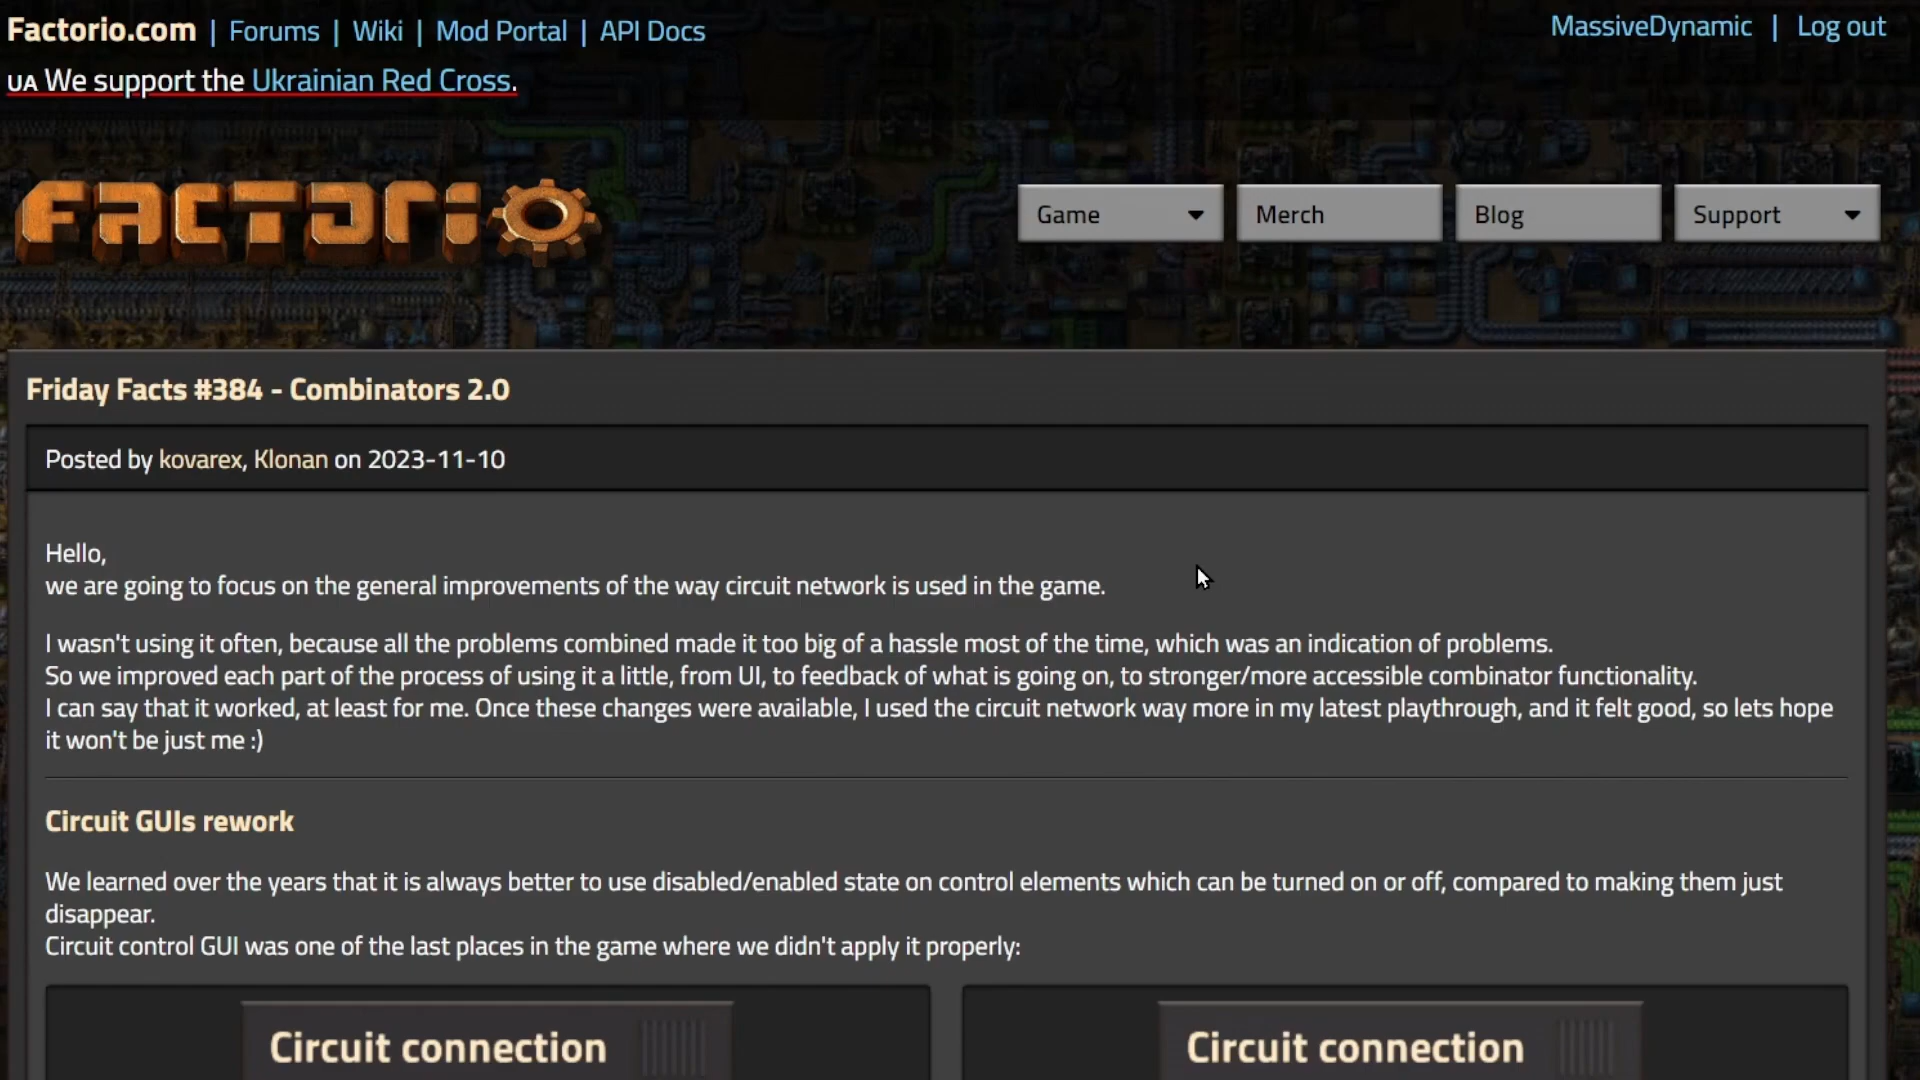 Factorio.com | Forums | Wiki | Mod Portal | API Docs
MassiveDynamic | Log out
UA We support the Ukrainian Red Cross.
FACTORIO
Game
Merch
Blog
Support
Friday Facts #384 - Combinators 2.0
Posted by kovarex, Klonan on 2023-11-10
Hello,
we are going to focus on the general improvements of the way circuit network is used in the game.
I wasn't using it often, because all the problems combined made it too big of a hassle most of the time, which was an indication of problems.
So we improved each part of the process of using it a little, from UI, to feedback of what is going on, to stronger/more accessible combinator functionality.
I can say that it worked, at least for me. Once these changes were available, I used the circuit network way more in my latest playthrough, and it felt good, so lets hope
it won't be just me :)
Circuit GUIs rework
We learned over the years that it is always better to use disabled/enabled state on control elements which can be turned on or off, compared to making them just
disappear.
Circuit control GUI was one of the last places in the game where we didn't apply it properly:
Circuit connection
Circuit connection